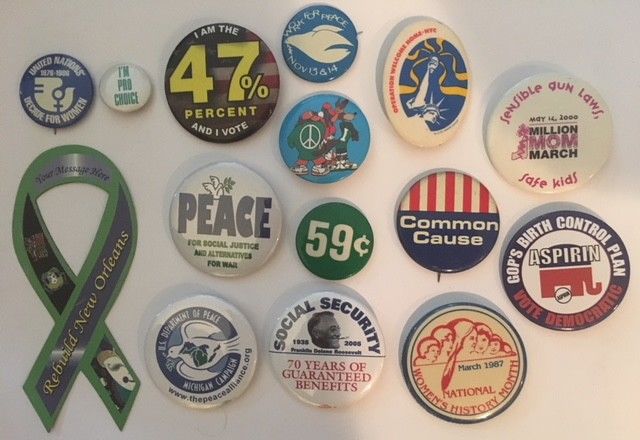 UNITED NATIONS
1976-1986
DECADE FOR WOMEN
I'M
PRO
CHOICE
I AM THE
47%
PERCENT
AND I VOTE
WORK FOR PEACE
NOV 13 & 14
OPERATION WELCOME HOME-NYC
Sensible Gun Laws,
MAY 14, 2000
MILLION
MOM
MARCH
Safe Kids
Your Message Here
Rebuild New Orleans
PEACE
FOR SOCIAL JUSTICE
AND ALTERNATIVES
FOR WAR
59¢
Common
Cause
GOP'S BIRTH CONTROL PLAN
ASPIRIN
VOTE DEMOCRATIC
U.S. DEPARTMENT OF PEACE
MICHIGAN CAMPAIGN
www.thepeacealliance.org
SOCIAL SECURITY
1935
2005
Franklin Delano Roosevelt
70 YEARS OF
GUARANTEED
BENEFITS
March 1987
NATIONAL
WOMEN'S HISTORY MONTH